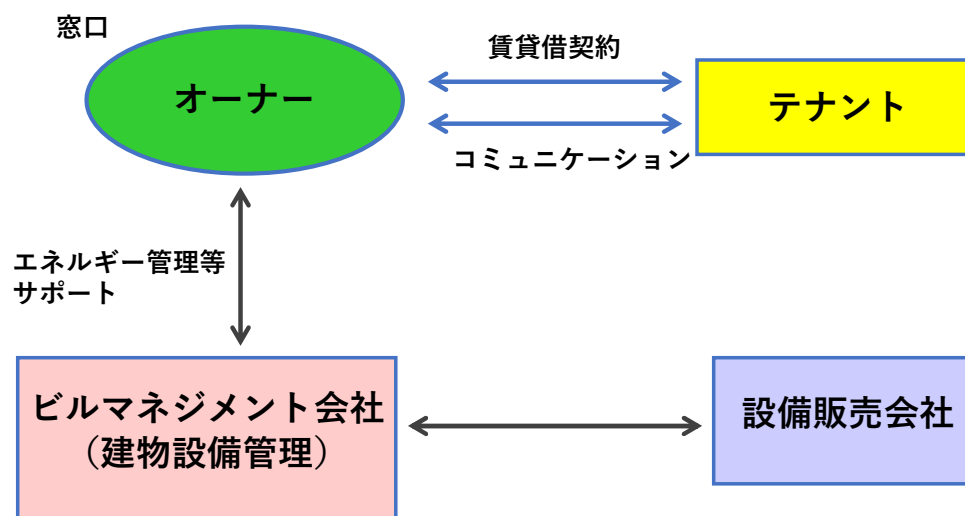 窓口
オーナー
賃貸借契約
テナント
コミュニケーション
エネルギー管理等
サポート
ビルマネジメント会社
（建物設備管理）
設備販売会社